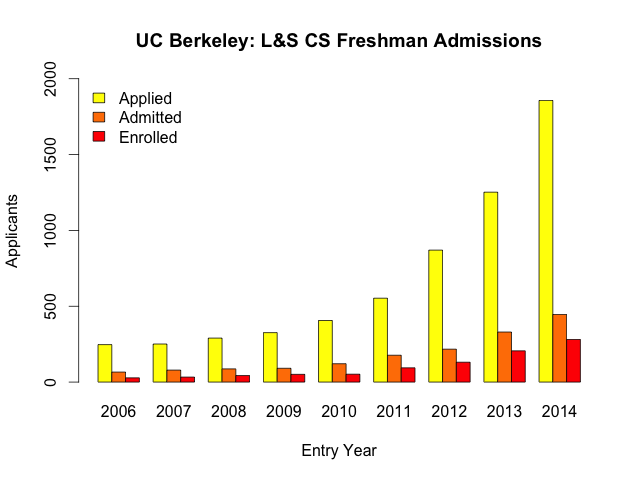 UC Berkeley: L&S CS Freshman Admissions
Applicants
2000
1500
1000
500
0
Applied
Admitted
Enrolled
2006 2007 2008 2009 2010 2011 2012 2013 2014
Entry Year